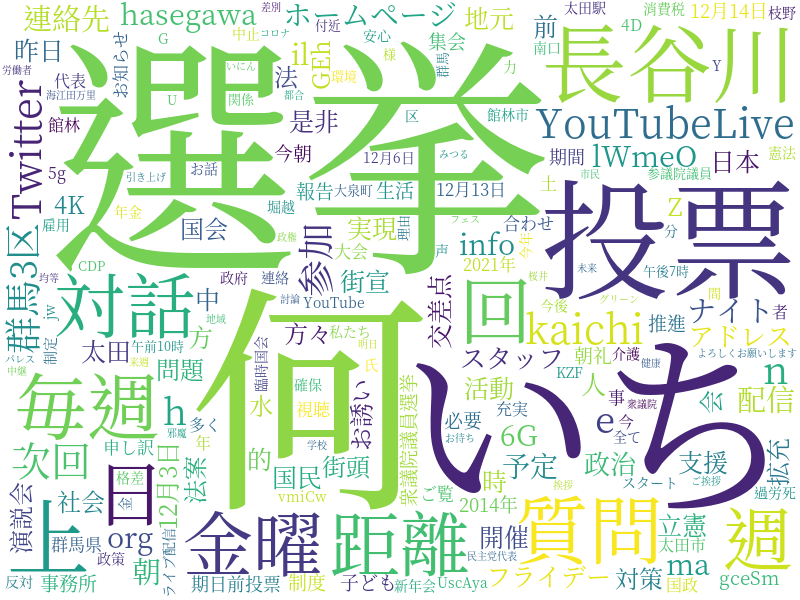 連絡先
hasegawa
ホームページ
地元
前
12月14日
枝野
差別
太田駅
消費税
付近
中止
コロナ
G
昨日
お知らせ
選挙
il
GEh
法
安心
環境
様
集会
群馬
力
4D
南口
長谷川
Y
労働者
代表
海江田万里
Twitter
館林
U
いにん
関係
是非
都合
区
館林市
YouTubeLive
5g
今朝
12月6日
みつる
期間
lWmeO
日本
憲法
4K
雇用
年金
引き上げ
お話
報告
大泉町
生活
12月13日
土
市民
参議院議員
投票
群馬3区
国会
堀越
政権
参加
実現
理由
フェス
合わせ
声
info
今年
Z
分
CDP
均等
対話
政府
連絡
大会
街宣
2021年
桜井
未来
午後7時
jw
制定
中
討論
YouTube
交差点
回
今後
グリーン
間
ナイト
者
太田
午前10時
方
地域
方々
私たち
明日
kaichi
推進
アドレス
パレス
中継
来週
問題
臨時国会
氏
スタッフ
朝礼
介護
健康
よろしくお願いします
毎週
何
いち
確保
視聴
お誘い
活動
KZF
人
事
衆議院
n
h
水
多く
邪魔
年
学校
必要
充実
e
今
会
配信
次回
申し訳
的
衆議院議員選挙
6G
お待ち
全て
日
12月3日
法案
格差
国民
街頭
ご覧
時
予定
政治
支援
拡充
演説会
社会
金
vmiCw
2014年
挨拶
スタート
ご挨拶
過労死
上
群馬県
org
政策
ライブ配信
金曜
距離
開催
質問
立憲
太田市
週
反対
事務所
朝
期日前投票
制度
子ども
新年会
民主党代表
UscAya
フライデー
対策
ma
国政
gceSm